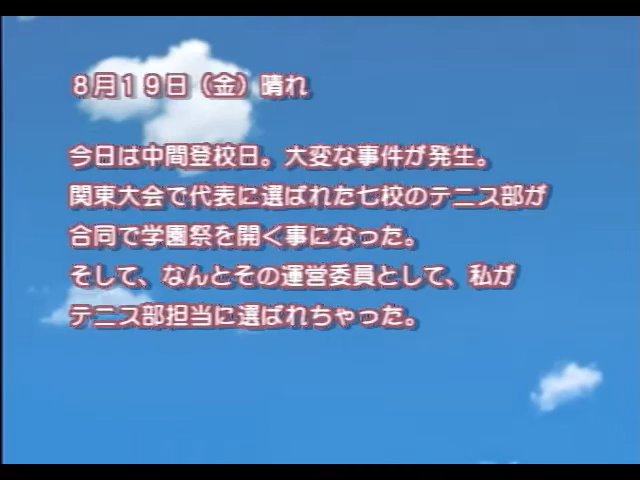 ８月１９日（金）晴れ
今日は中間登校日。大変な事件が発生。
関東大会で代表に選ばれた七校のテニス部が
合同で学園祭を開く事になった。
そして、なんとその運営委員として、私が
テニス部担当に選ばれちゃった。